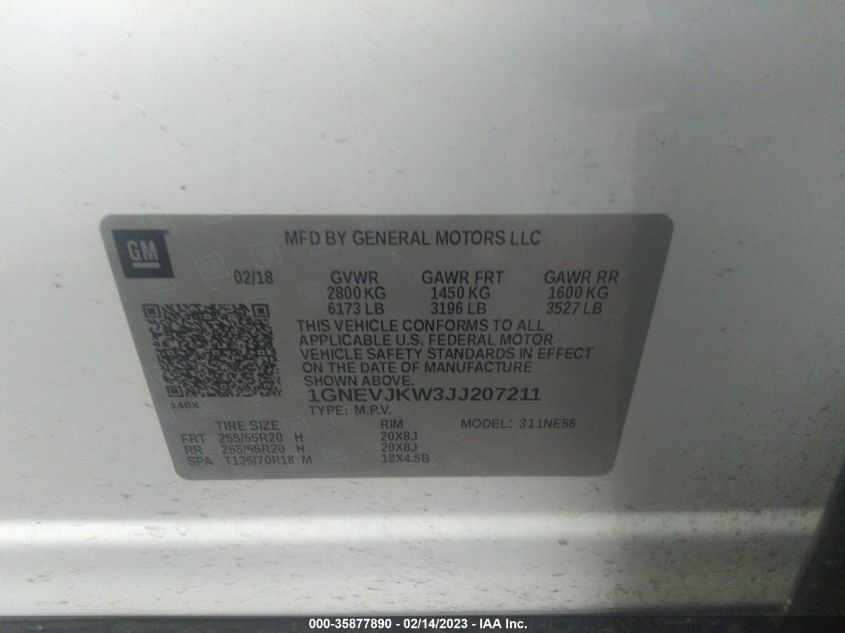 GM
MFD BY GENERAL MOTORS LLC
02/18 GVWR GAWR FRT GAWR RR
2800 KG 1450 KG 1600 KG
6173 LB 3196 LB 3527 LB
THIS VEHICLE CONFORMS TO ALL
APPLICABLE U.S. FEDERAL MOTOR
VEHICLE SAFETY STANDARDS IN EFFECT
ON THE DATE OF MANUFACTURE
SHOWN ABOVE.
140X
1GNEVJKW3JJ207211
TYPE: M.P.V.
TIRE SIZE RIM MODEL: 311NE56
FRT 255/55R20 H 20X8J
RR 255/55R20 H 20X8J
SPA T135/70R18 M 18X4.5B
000-35877890 - 02/14/2023 - IAA Inc.